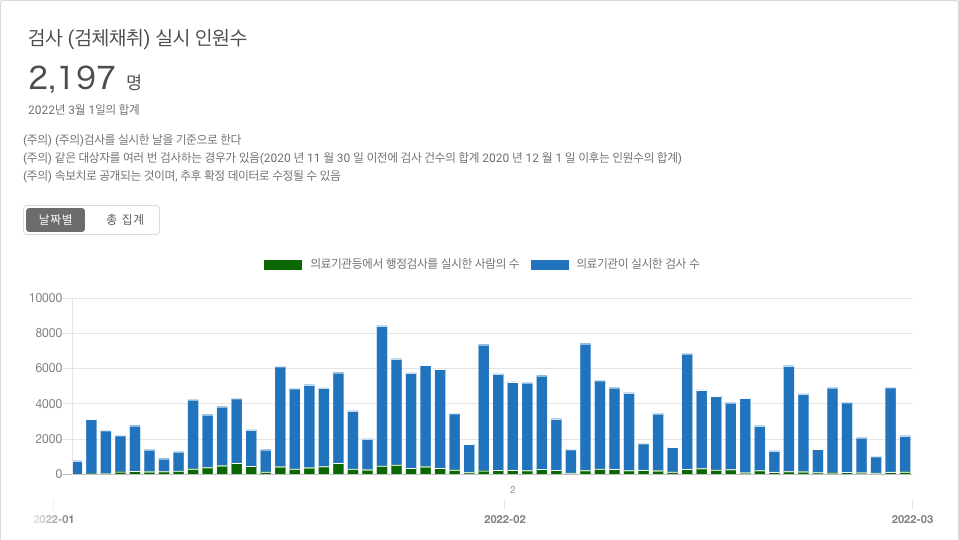 검사 (검체채취) 실시 인원수
2,197 명
2022년 3월 1일의 합계
(주의) (주의)검사를 실시한 날을 기준으로 한다
(주의) 같은 대상자를 여러 번 검사하는 경우가 있음(2020 년 11 월 30 일 이전에 검사 건수의 합계 2020 년 12 월 1 일 이후는 인원수의 합계)
(주의) 속보치로 공개되는 것이며, 추후 확정 데이터로 수정될 수 있음
날짜별 총 집계
의료기관등에서 행정검사를 실시한 사람의 수 의료기관이 실시한 검사 수
10000
8000
6000
4000
2000
0
2
2022-01 2022-02 2022-03